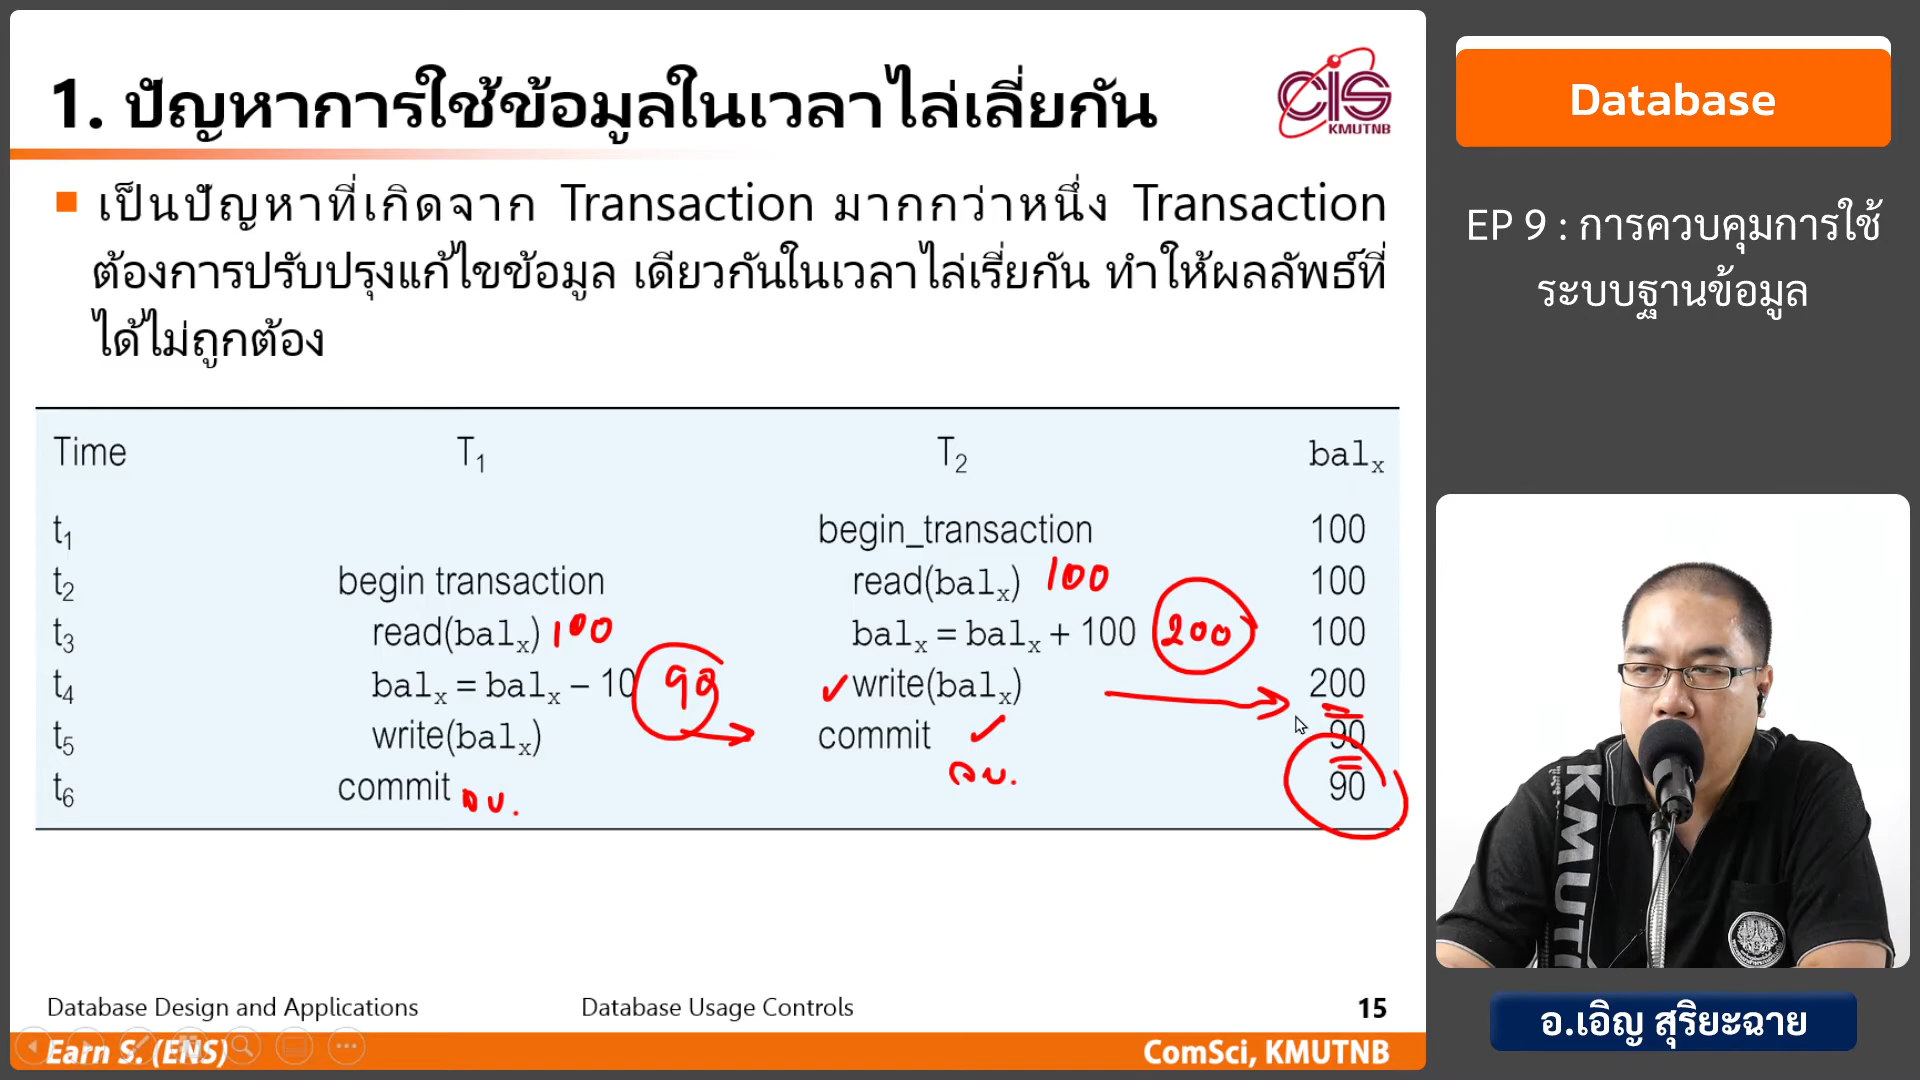 1. ปัญหาการใช้ข้อมูลในเวลาไล่เลี่ยกัน
CIS
KMUTNB
เป็นปัญหาที่เกิดจาก Transaction มากกว่าหนึ่ง Transaction
ต้องการปรับปรุงแก้ไขข้อมูล เดียวกันในเวลาไล่เรี่ยกัน ทำให้ผลลัพธ์ที่
ได้ไม่ถูกต้อง
Time T1 T2 balx
t1 begin_transaction 100
t2 begin transaction read(balx) 100 100
t3 read(balx) 100 balx = balx + 100 200 100
t4 balx = balx – 10 90 ✓ write(balx) 200
t5 write(balx) commit ✓ 90
จบ.
t6 commit จบ. 90
Database Design and Applications Database Usage Controls 15
Earn S. (ENS) ComSci, KMUTNB
Database
EP 9 : การควบคุมการใช้
ระบบฐานข้อมูล
KMUTN
อ.เอิญ สุริยะฉาย